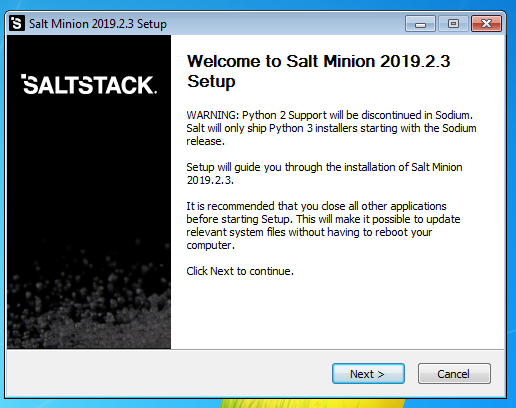 Salt Minion 2019.2.3 Setup
SALTSTACK.
Welcome to Salt Minion 2019.2.3
Setup
WARNING: Python 2 Support will be discontinued in Sodium.
Salt will only ship Python 3 installers starting with the Sodium
release.
Setup will guide you through the installation of Salt Minion
2019.2.3.
It is recommended that you close all other applications
before starting Setup. This will make it possible to update
relevant system files without having to reboot your
computer.
Click Next to continue.
Next >
Cancel